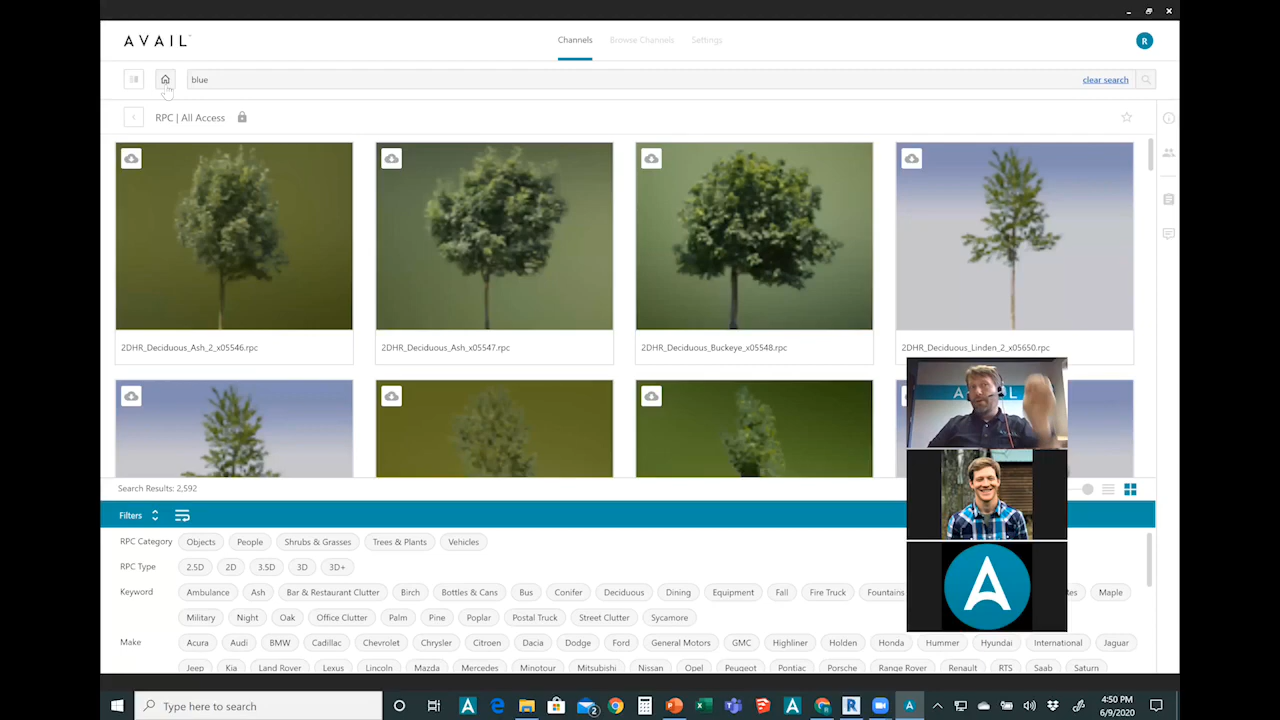 AVAIL
Channels
Browse Channels
Settings
R
blue
clear search
RPC | All Access
2DHR_Deciduous_Ash_2_x05546.rpc
2DHR_Deciduous_Ash_x05547.rpc
2DHR_Deciduous_Buckeye_x05548.rpc
2DHR_Deciduous_Linden_2_x05650.rpc
Search Results: 2,592
Filters
RPC Category Objects People Shrubs & Grasses Trees & Plants Vehicles
RPC Type 2.5D 2D 3.5D 3D 3D+
Keyword Ambulance Ash Bar & Restaurant Clutter Birch Bottles & Cans Bus Conifer Deciduous Dining Equipment Fall Fire Truck Fountains Maple
Military Night Oak Office Clutter Palm Pine Poplar Postal Truck Street Clutter Sycamore
Make Acura Audi BMW Cadillac Chevrolet Chrysler Citroen Dacia Dodge Ford General Motors GMC Highliner Holden Honda Hummer Hyundai International Jaguar
Jeep Kia Land Rover Lexus Lincoln Mazda Mercedes Minotour Mitsubishi Nissan Opel Peugot Pontiac Porsche Range Rover Renault RTS Saab Saturn
Type here to search
2
4:50 PM
6/9/2020